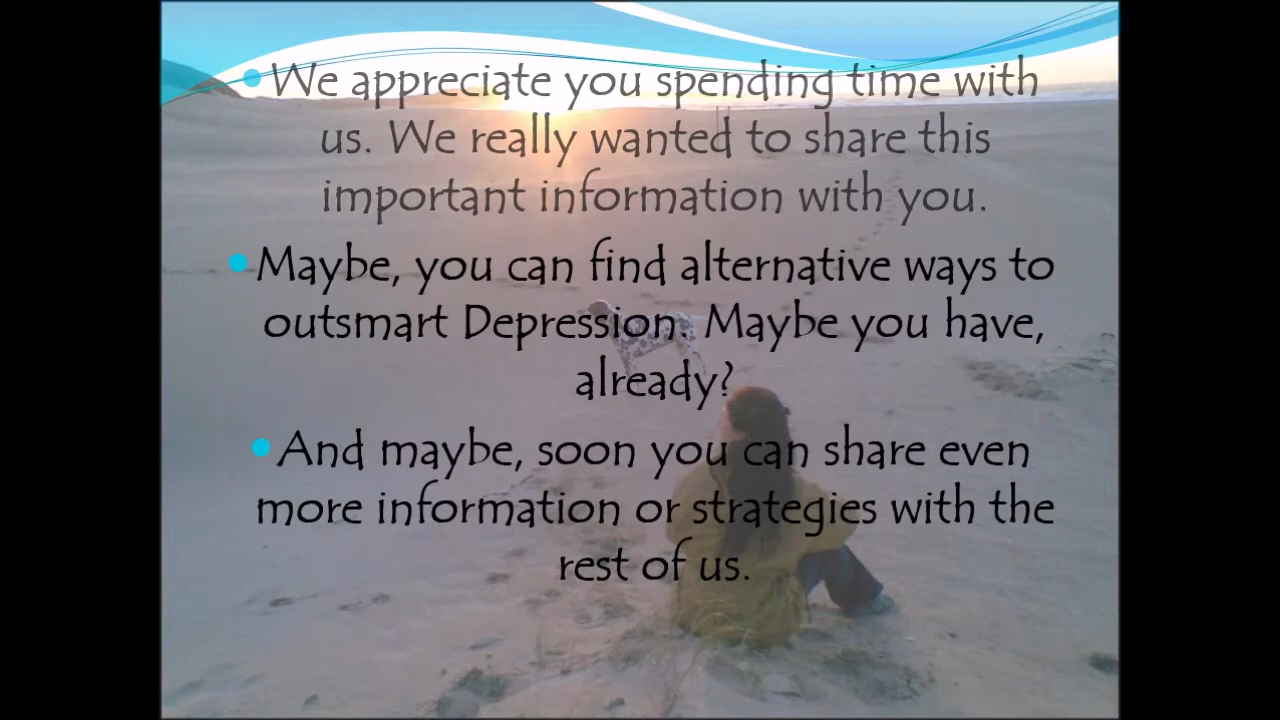 We appreciate you spending time with
us. We really wanted to share this
important information with you.
Maybe, you can find alternative ways to
outsmart Depression. Maybe you have,
already?
And maybe, soon you can share even
more information or strategies with the
rest of us.